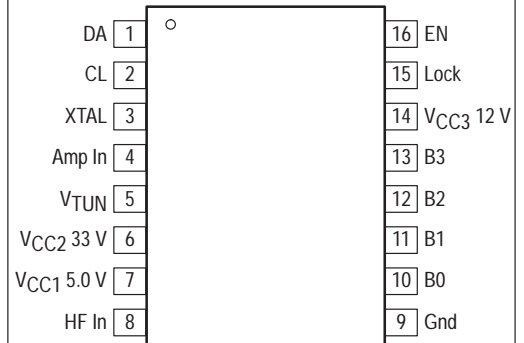 DA 1
CL 2
XTAL 3
Amp In 4
VTUN 5
VCC2 33 V 6
VCC1 5.0 V 7
HF In 8
16 EN
15 Lock
14 VCC3 12 V
13 B3
12 B2
11 B1
10 B0
9 Gnd